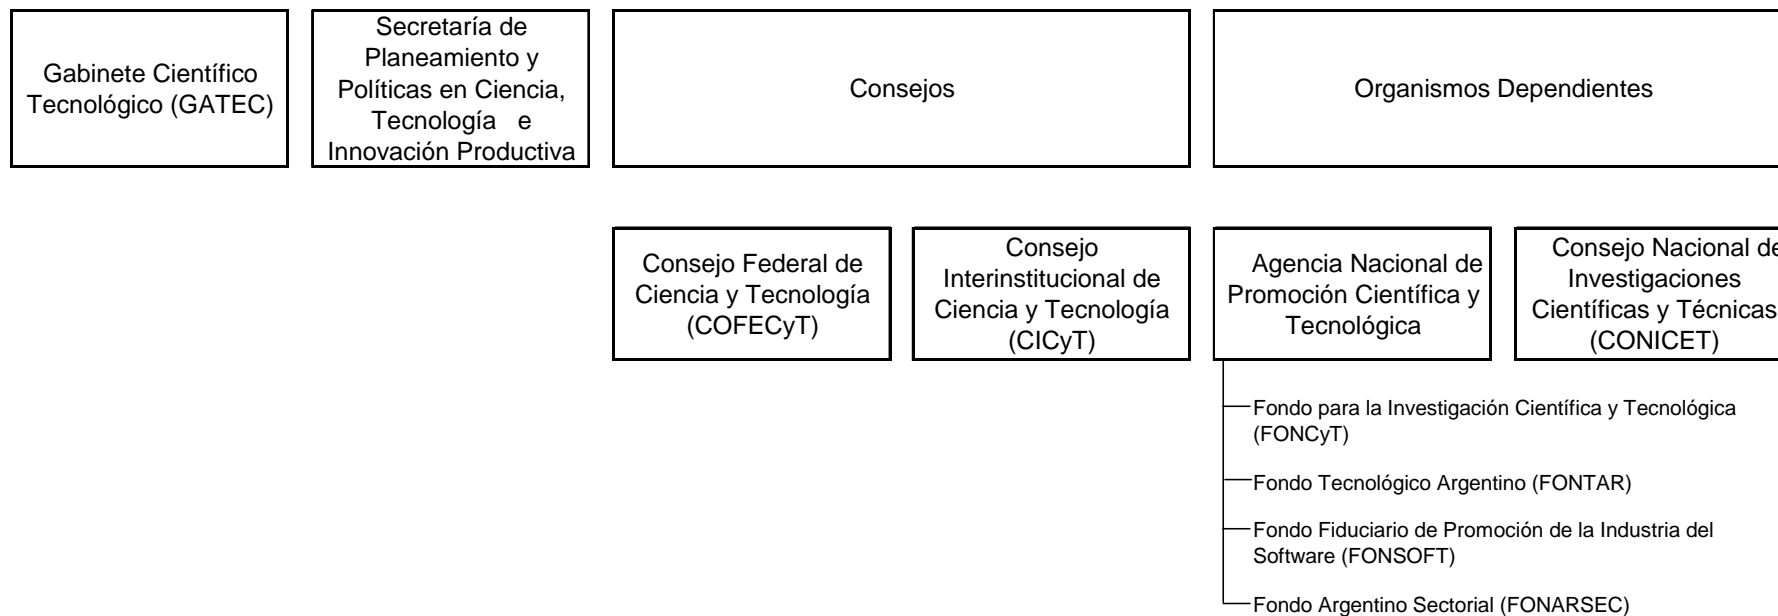 Gabinete Científico
Tecnológico (GATEC)
Secretaría de
Planeamiento y
Políticas en Ciencia,
Tecnología e
Innovación Productiva
Consejos
Organismos Dependientes
Consejo Federal de
Ciencia y Tecnología
(COFECyT)
Consejo
Interinstitucional de
Ciencia y Tecnología
(CICyT)
Agencia Nacional de
Promoción Científica y
Tecnológica
Consejo Nacional de
Investigaciones
Científicas y Técnicas
(CONICET)
Fondo para la Investigación Científica y Tecnológica
(FONCyT)
Fondo Tecnológico Argentino (FONTAR)
Fondo Fiduciario de Promoción de la Industria del
Software (FONSOFT)
Fondo Argentino Sectorial (FONARSEC)